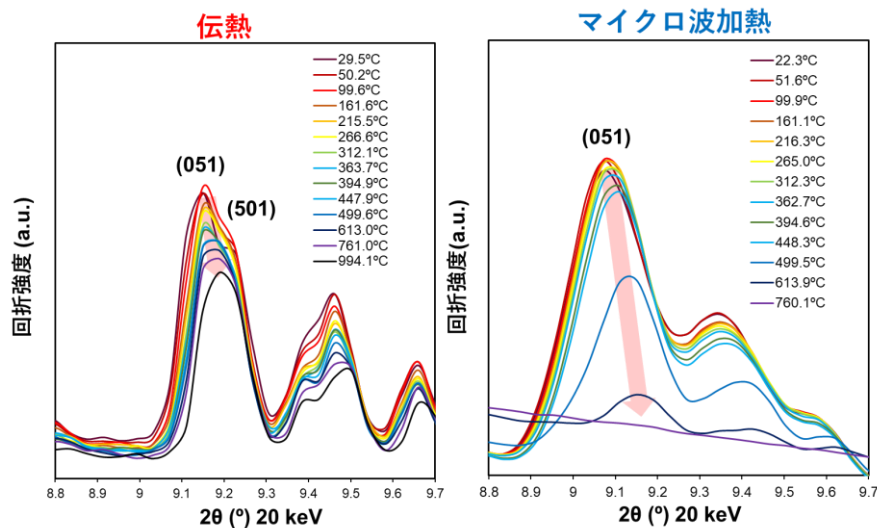 伝熱
29.5ºC
50.2ºC
99.6ºC
161.6ºC
215.5ºC
266.6ºC
312.1ºC
363.7ºC
394.9ºC
447.9ºC
499.6ºC
613.0ºC
761.0ºC
994.1ºC
(051)
(501)
回折強度 (a.u.)
8.8 8.9 9 9.1 9.2 9.3 9.4 9.5 9.6 9.7
2θ (º) 20 keV
マイクロ波加熱
22.3ºC
51.6ºC
99.9ºC
161.1ºC
216.3ºC
265.0ºC
312.3ºC
362.7ºC
394.6ºC
448.3ºC
499.5ºC
613.9ºC
760.1ºC
(051)
回折強度(a.u.)
8.8 8.9 9 9.1 9.2 9.3 9.4 9.5 9.6 9.7
2θ (º) 20 keV